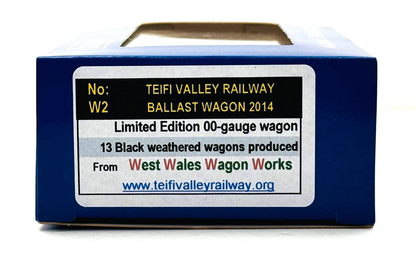 No: TEIFI VALLEY RAILWAY
W2 BALLAST WAGON 2014
Limited Edition 00-gauge wagon
13 Black weathered wagons produced
From West Wales Wagon Works
www.teifivalleyrailway.org